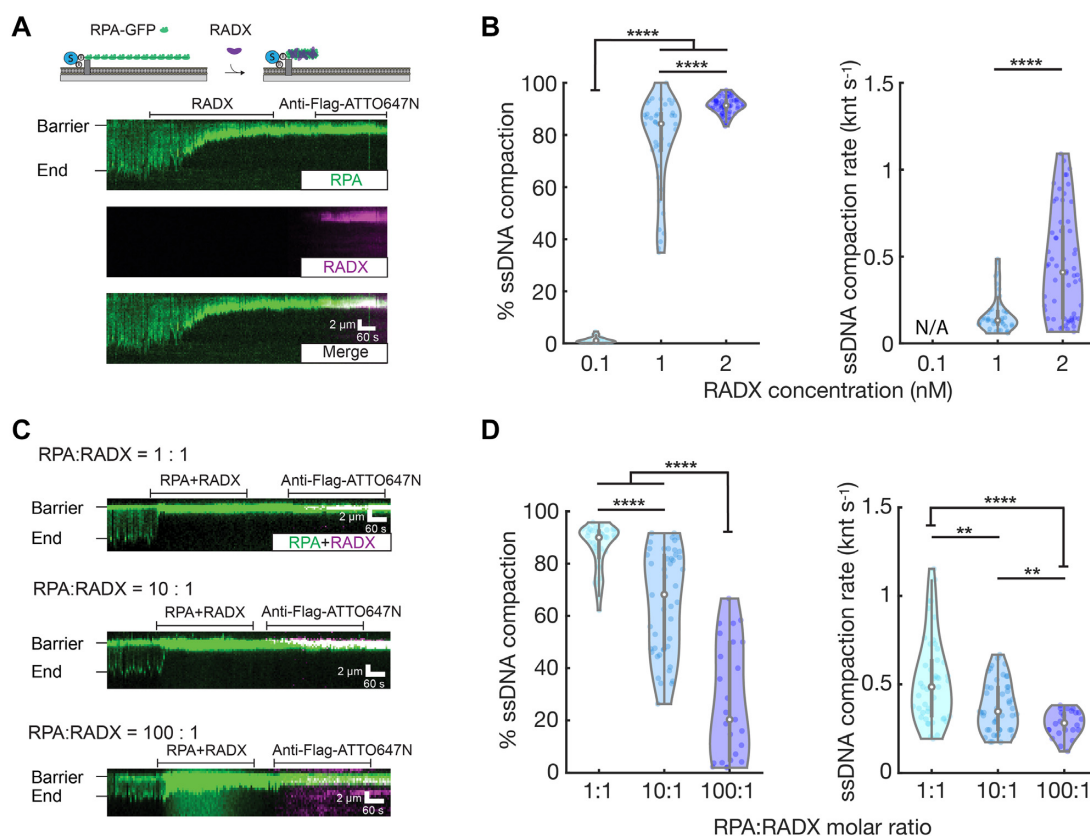 A
RPA-GFP RADX
S
RADX Anti-Flag-ATTO647N
Barrier
End
RPA
RADX
2 µm
60 s
Merge
B
**** ****
**** ****
% ssDNA compaction
100
80
60
40
20
0
0.1 1 2
ssDNA compaction rate (knt s-1)
1.5
1
0.5
0
N/A
0.1 1 2
RADX concentration (nM)
C
RPA:RADX = 1 : 1
RPA+RADX Anti-Flag-ATTO647N
Barrier
End
2 µm
60 s
RPA+RADX
RPA:RADX = 10 : 1
RPA+RADX Anti-Flag-ATTO647N
Barrier
End
2 µm
60 s
RPA:RADX = 100 : 1
RPA+RADX Anti-Flag-ATTO647N
Barrier
End
2 µm
60 s
D
****
****
% ssDNA compaction
100
80
60
40
20
0
1:1 10:1 100:1
****
**
**
ssDNA compaction rate (knt s-1)
1.5
1
0.5
0
1:1 10:1 100:1
RPA:RADX molar ratio